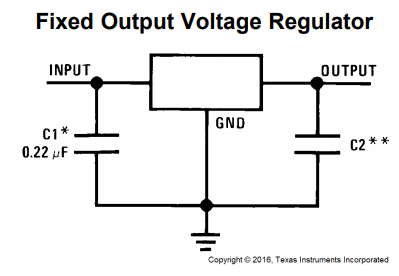 Fixed Output Voltage Regulator
INPUT
OUTPUT
GND
C1*
0.22 μF
C2**
Copyright © 2016, Texas Instruments Incorporated